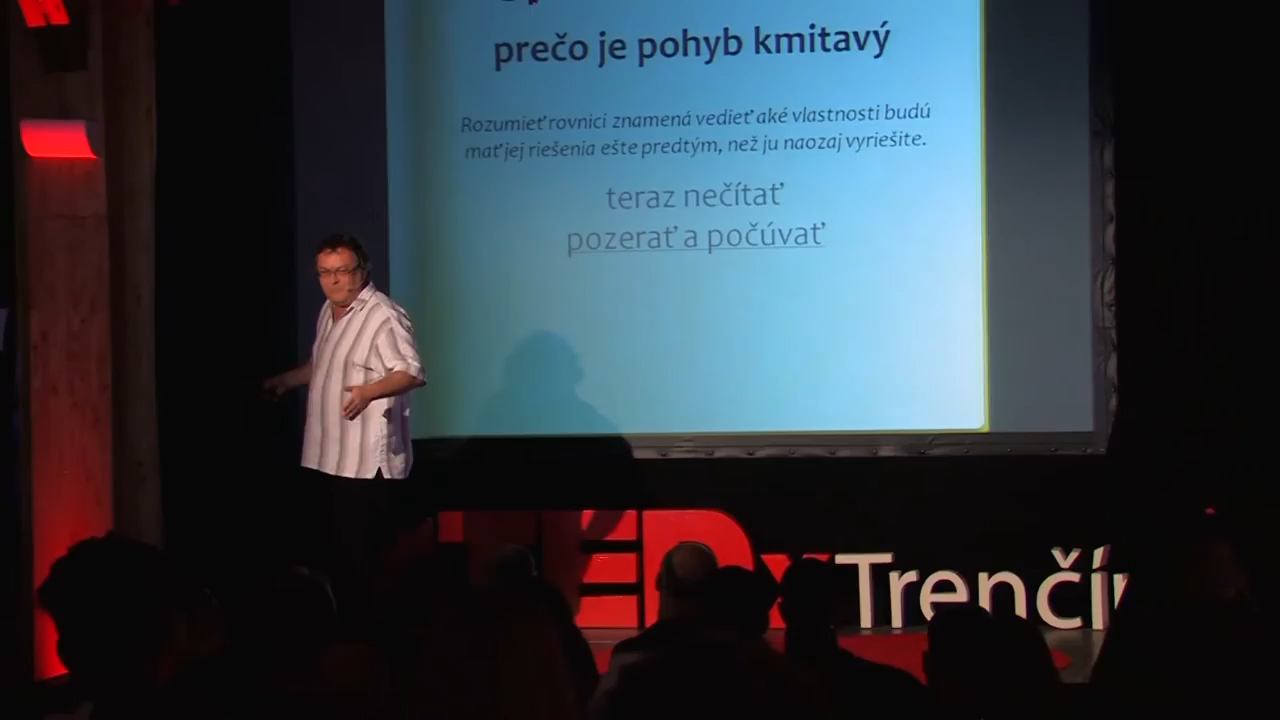 prečo je pohyb kmitavý
Rozumieť rovnici znamená vedieť aké vlastnosti budú
mať jej riešenia ešte predtým, než ju naozaj vyriešite.
teraz nečítať
pozerať a počúvať
TEDxTrenčín